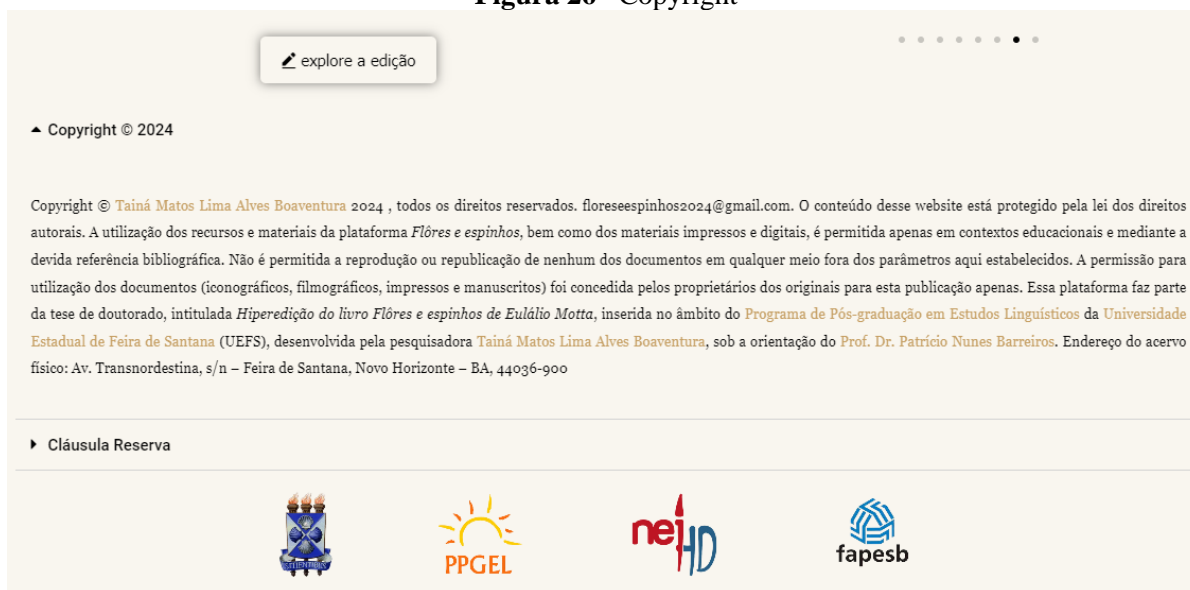 Figura 26 Copyright
explore a edição
Copyright © 2024
Copyright © Tainá Matos Lima Alves Boaventura 2024 , todos os direitos reservados. floreseespinhos2024@gmail.com. O conteúdo desse website está protegido pela lei dos direitos
autorais. A utilização dos recursos e materiais da plataforma Flôres e espinhos, bem como dos materiais impressos e digitais, é permitida apenas em contextos educacionais e mediante a
devida referência bibliográfica. Não é permitida a reprodução ou republicação de nenhum dos documentos em qualquer meio fora dos parâmetros aqui estabelecidos. A permissão para
utilização dos documentos (iconográficos, filmográficos, impressos e manuscritos) foi concedida pelos proprietários dos originais para esta publicação apenas. Essa plataforma faz parte
da tese de doutorado, intitulada Hiperedição do livro Flôres e espinhos de Eulálio Motta, inserida no âmbito do Programa de Pós-graduação em Estudos Linguísticos da Universidade
Estadual de Feira de Santana (UEFS), desenvolvida pela pesquisadora Tainá Matos Lima Alves Boaventura, sob a orientação do Prof. Dr. Patrício Nunes Barreiros. Endereço do acervo
físico: Av. Transnordestina, s/n – Feira de Santana, Novo Horizonte – BA, 44036-900
Cláusula Reserva
PPGEL
neiHD
fapesb